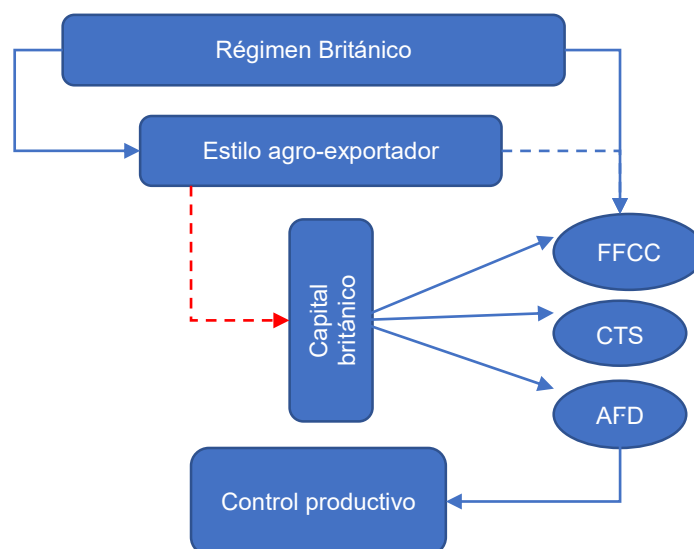 Régimen Británico
Estilo agro-exportador
Capital
británico
FFCC
CTS
AFD
Control productivo